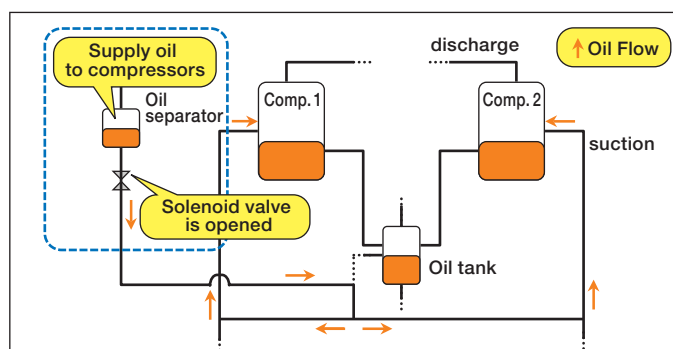 Supply oil
to compressors
Oil
separator
Solenoid valve
is opened
discharge
Oil Flow
Comp. 1
Comp. 2
suction
Oil tank